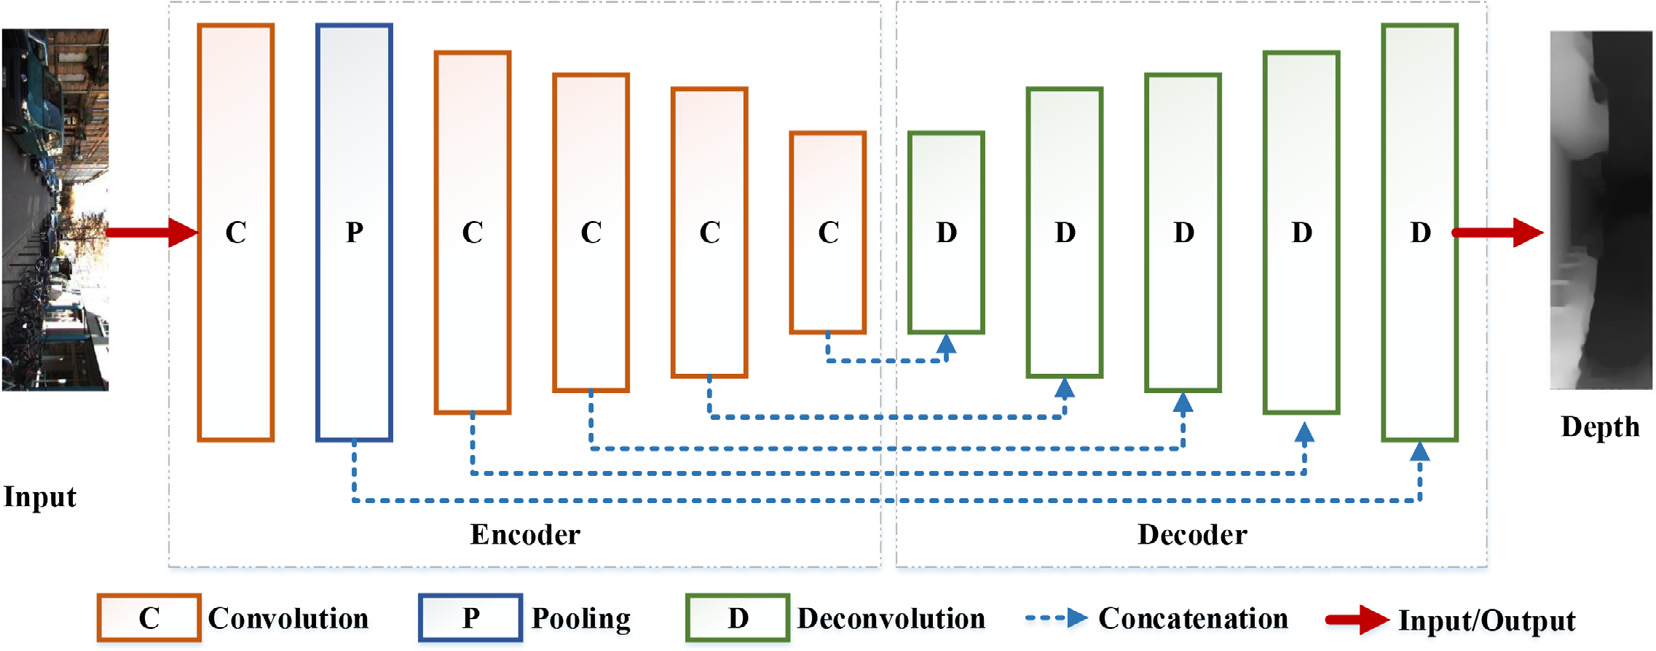 C P C C C C D D D D D
Depth
Input
Encoder Decoder
C Convolution P Pooling D Deconvolution Concatenation Input/Output